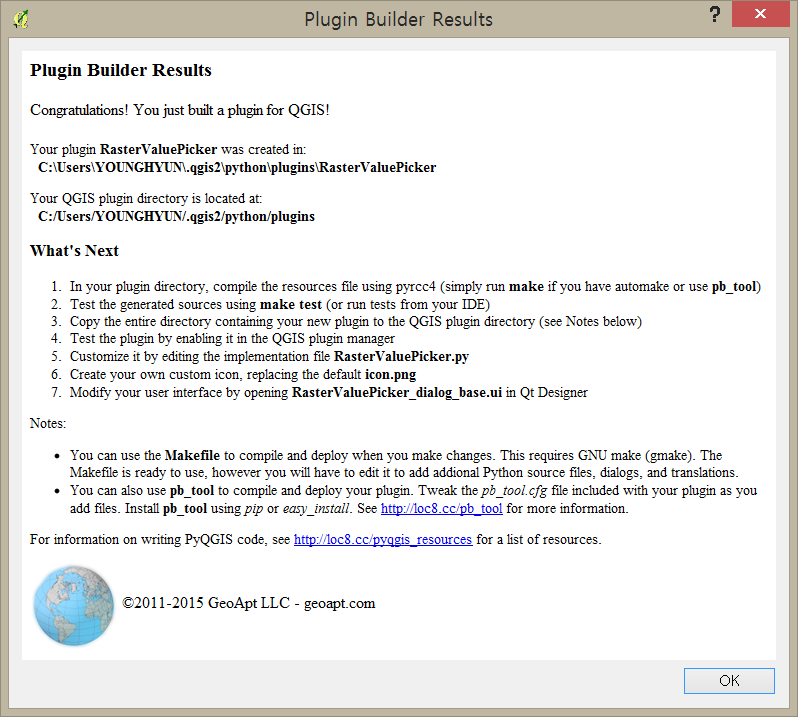 Plugin Builder Results
?
Plugin Builder Results
Congratulations! You just built a plugin for QGIS!
Your plugin RasterValuePicker was created in:
C:\Users\YOUNGHYUN\.qgis2\python\plugins\RasterValuePicker
Your QGIS plugin directory is located at:
C:/Users/YOUNGHYUN/.qgis2/python/plugins
What's Next
1. In your plugin directory, compile the resources file using pyrcc4 (simply run make if you have automake or use pb_tool)
2. Test the generated sources using make test (or run tests from your IDE)
3. Copy the entire directory containing your new plugin to the QGIS plugin directory (see Notes below)
4. Test the plugin by enabling it in the QGIS plugin manager
5. Customize it by editing the implementation file RasterValuePicker.py
6. Create your own custom icon, replacing the default icon.png
7. Modify your user interface by opening RasterValuePicker_dialog_base.ui in Qt Designer
Notes:
• You can use the Makefile to compile and deploy when you make changes. This requires GNU make (gmake). The
Makefile is ready to use, however you will have to edit it to add addional Python source files, dialogs, and translations.
• You can also use pb_tool to compile and deploy your plugin. Tweak the pb_tool.cfg file included with your plugin as you
add files. Install pb_tool using pip or easy_install. See http://loc8.cc/pb_tool for more information.
For information on writing PyQGIS code, see http://loc8.cc/pyqgis_resources for a list of resources.
©2011-2015 GeoApt LLC - geoapt.com
OK